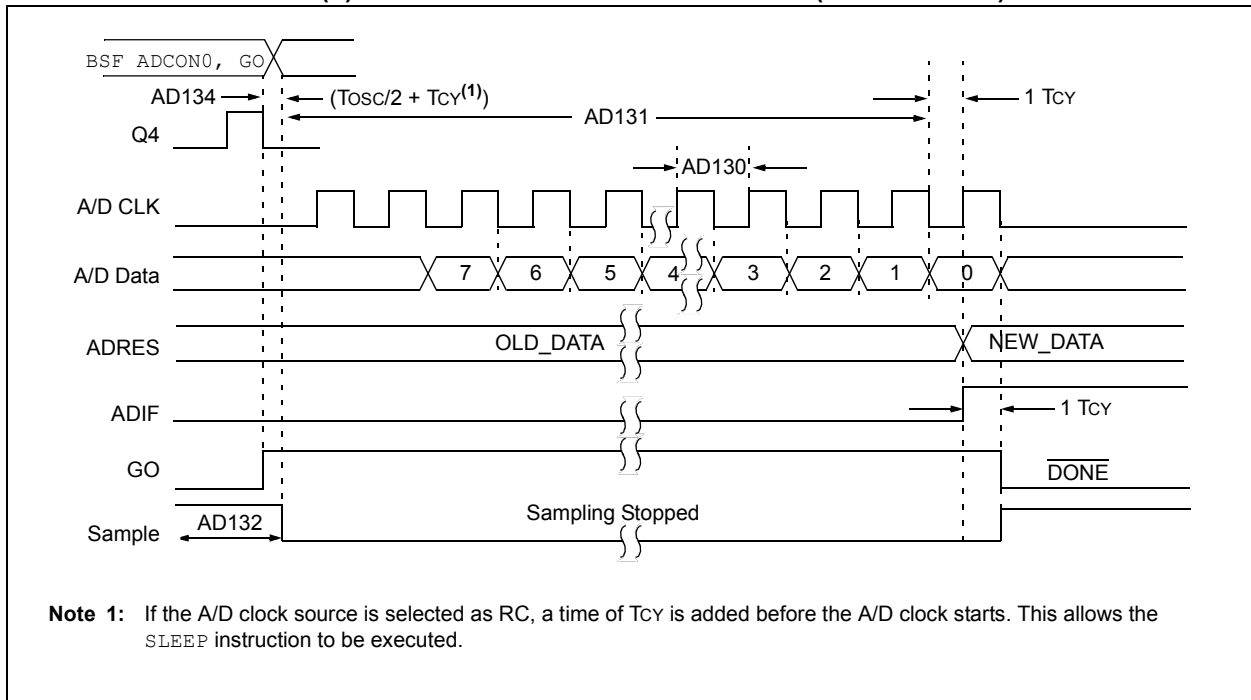 BSF ADCON0, GO
AD134
(TOSC/2 + TCY(1))
1 TCY
AD131
Q4
AD130
A/D CLK
A/D Data
7 6 5 4 3 2 1 0
ADRES
OLD_DATA
NEW_DATA
ADIF
1 TCY
GO
DONE
Sample
AD132
Sampling Stopped
Note 1: If the A/D clock source is selected as RC, a time of TCY is added before the A/D clock starts. This allows the
SLEEP instruction to be executed.